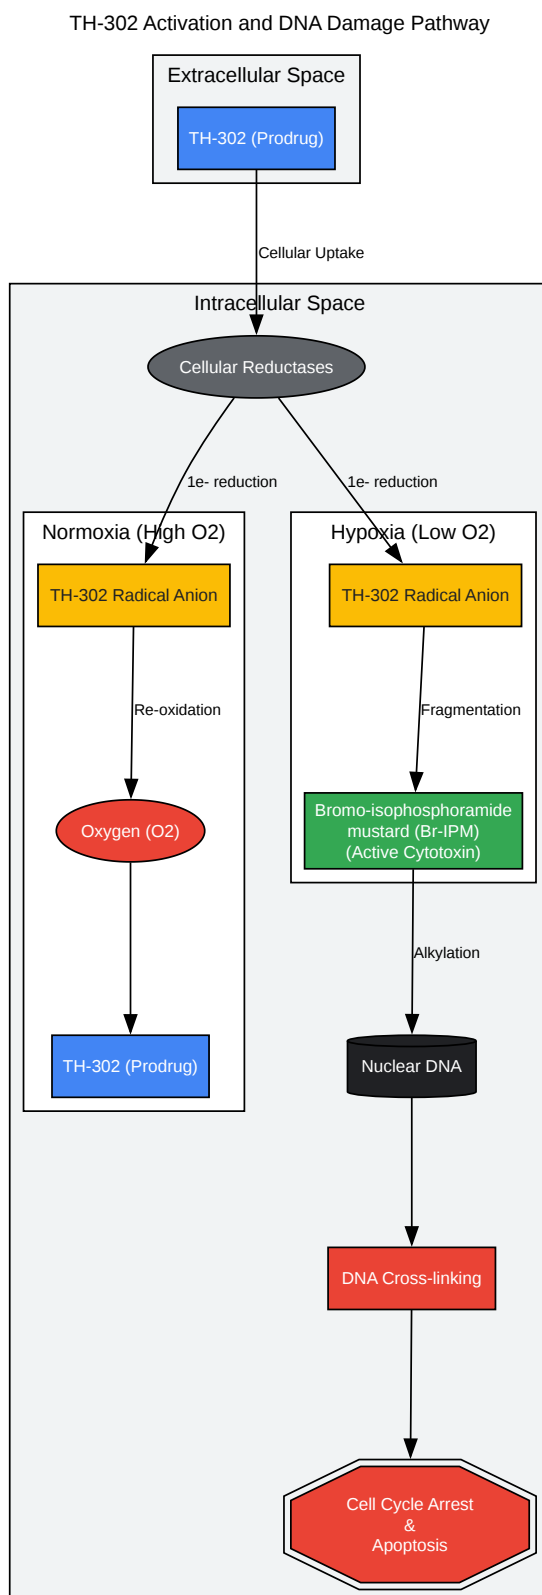 TH-302 Activation and DNA Damage Pathway
Extracellular Space
TH-302 (Prodrug)
Cellular Uptake
Intracellular Space
Cellular Reductases
1e- reduction
1e- reduction
Normoxia (High O2)
TH-302 Radical Anion
Re-oxidation
Oxygen (O2)
TH-302 (Prodrug)
Hypoxia (Low O2)
TH-302 Radical Anion
Fragmentation
Bromo-isophosphoramide
mustard (Br-IPM)
(Active Cytotoxin)
Alkylation
Nuclear DNA
DNA Cross-linking
Cell Cycle Arrest
&
Apoptosis